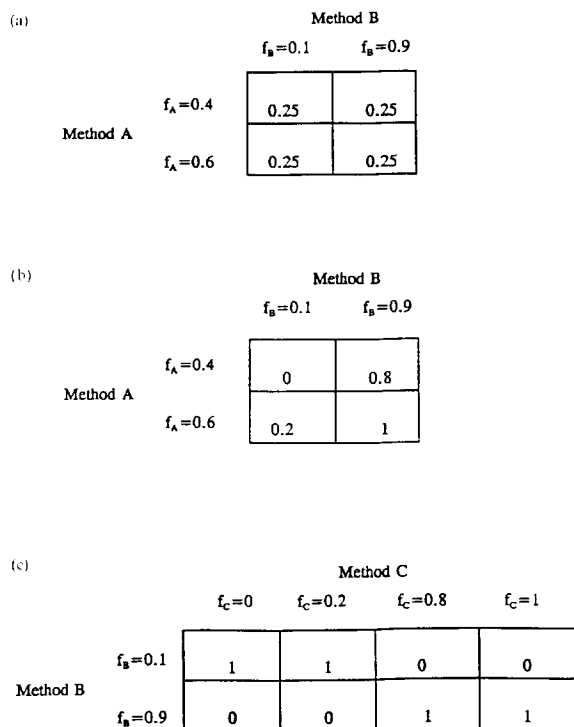 (a)
Method B
f_B=0.1 f_B=0.9
f_A=0.4 0.25 0.25
Method A
f_A=0.6 0.25 0.25
(b)
Method B
f_B=0.1 f_B=0.9
f_A=0.4 0 0.8
Method A
f_A=0.6 0.2 1
(c)
Method C
f_C=0 f_C=0.2 f_C=0.8 f_C=1
f_B=0.1 1 1 0 0
Method B
f_B=0.9 0 0 1 1